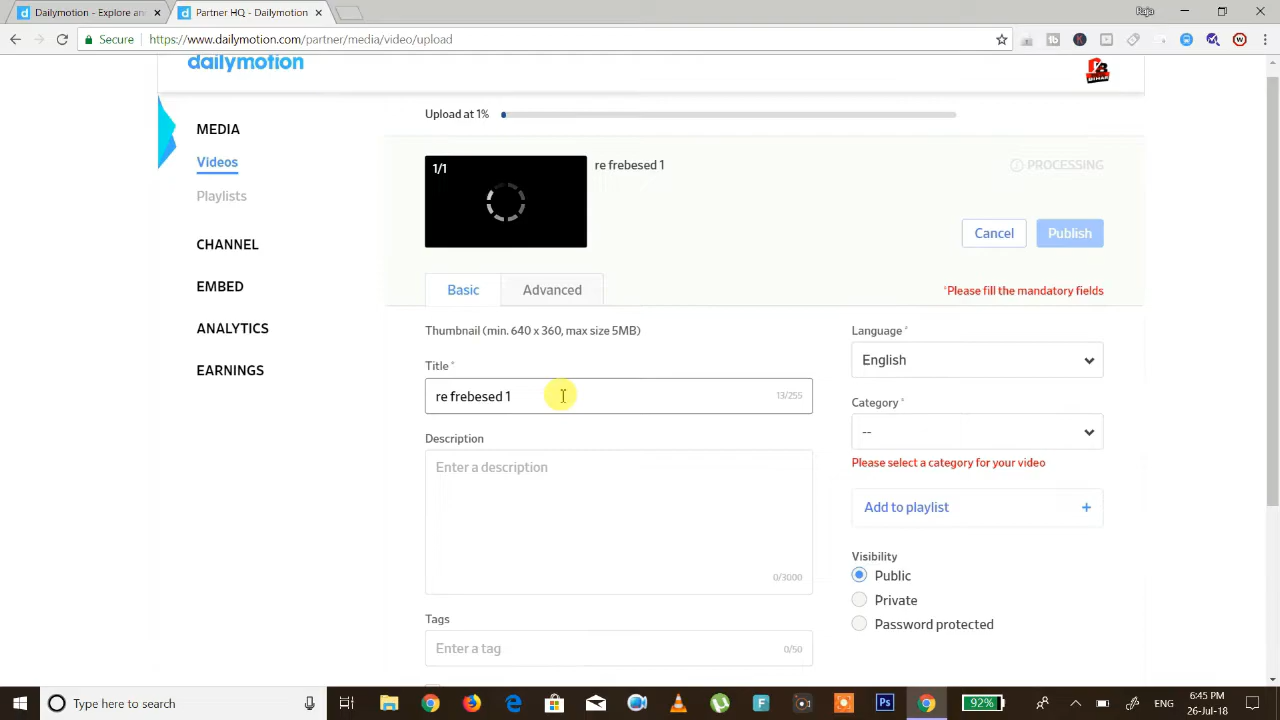 Dailymotion - Explore and
Partner HQ - Dailymotion
Secure
https://www.dailymotion.com/partner/media/video/upload
dailymotion
BIHAR
Upload at 1%
MEDIA
Videos
Playlists
CHANNEL
EMBED
ANALYTICS
EARNINGS
1/1
re frebesed 1
PROCESSING
Cancel
Publish
Basic
Advanced
*Please fill the mandatory fields
Thumbnail (min. 640 x 360, max size 5MB)
Title *
re frebesed 1
13/255
Description
Enter a description
0/3000
Tags
Enter a tag
0/50
Language *
English
Category *
--
Please select a category for your video
Add to playlist
+
Visibility
Public
Private
Password protected
Type here to search
92%
6:45 PM
26-Jul-18